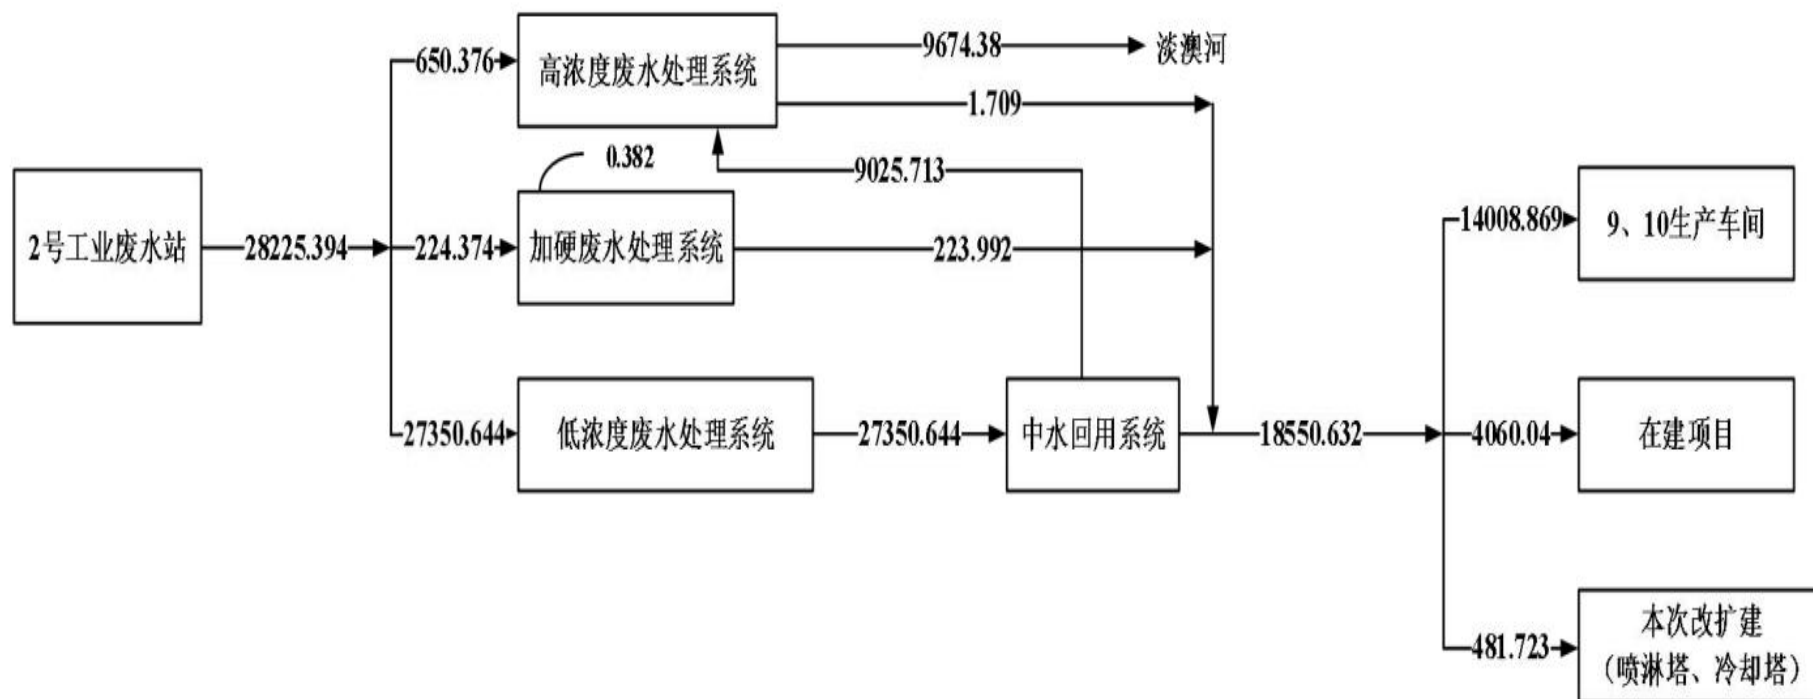 650.376
高浓度废水处理系统
9674.38
淡澳河
1.709
0.382
9025.713
2号工业废水站
28225.394
224.374
加硬废水处理系统
223.992
14008.869
9、10生产车间
27350.644
低浓度废水处理系统
27350.644
中水回用系统
18550.632
4060.04
在建项目
481.723
本次改扩建
（喷淋塔、冷却塔）